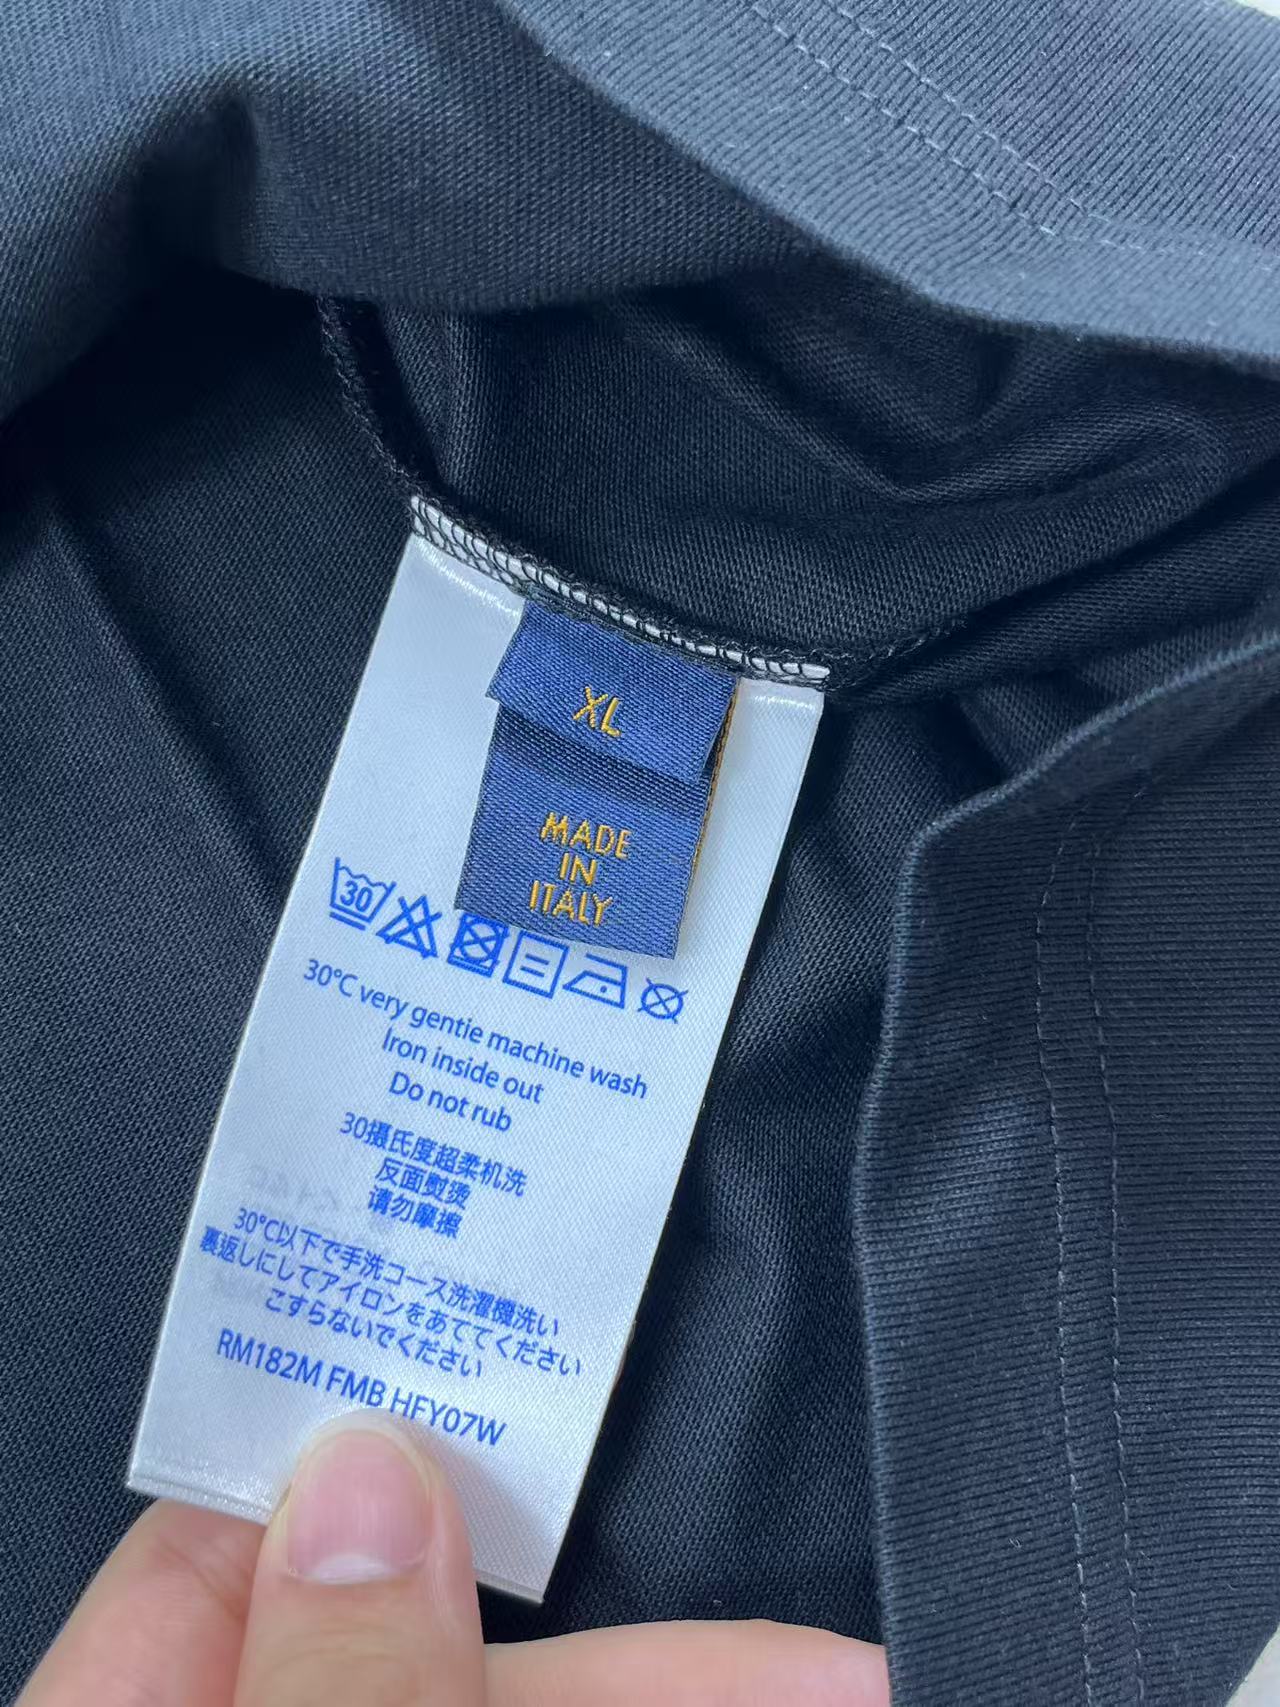 XL
MADE
IN
ITALY
30
30°C very gentie machine wash
Iron inside out
Do not rub
30摄氏度超柔机洗
反面熨烫
请勿摩擦
30°C以下で手洗コース洗濯機洗い
裏返しにしてアイロンをあててください
こすらないでください
RM182M FMB HFY07W